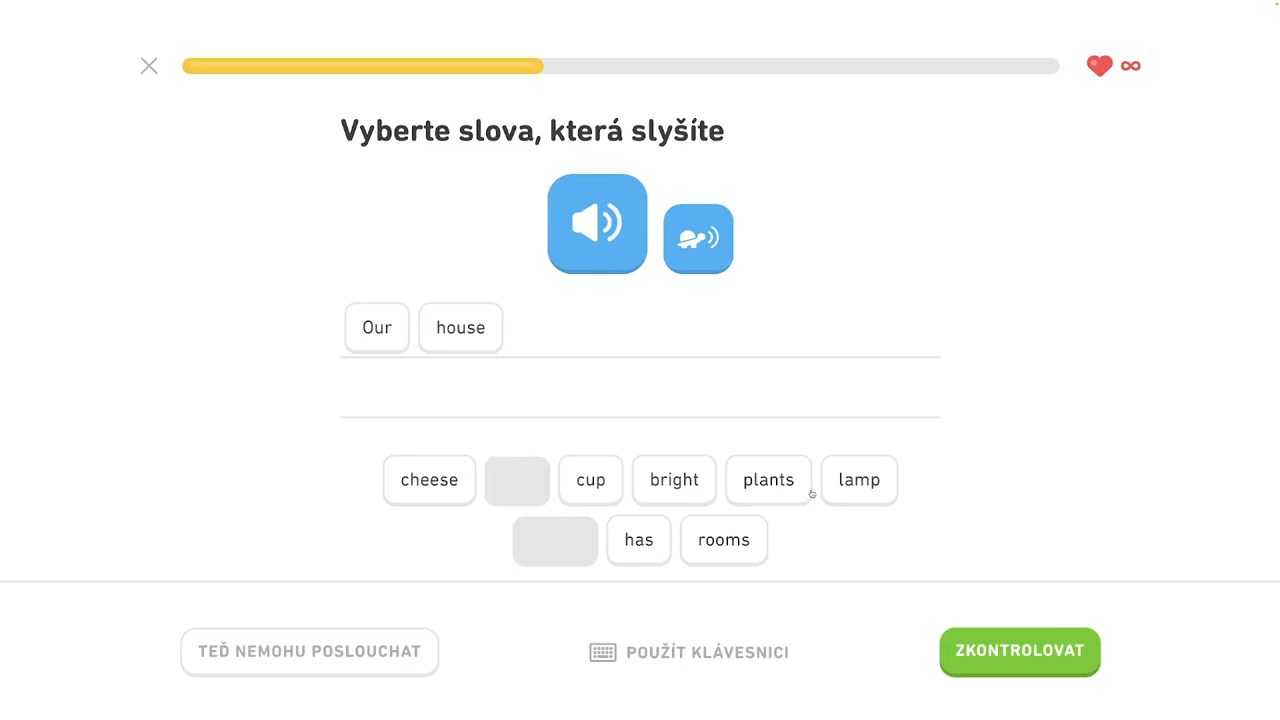 Vyberte slova, která slyšíte
Our house
cheese cup bright plants lamp
has rooms
TEĎ NEMOHU POSLOUCHAT POUŽÍT KLÁVESNICI ZKONTROLOVAT